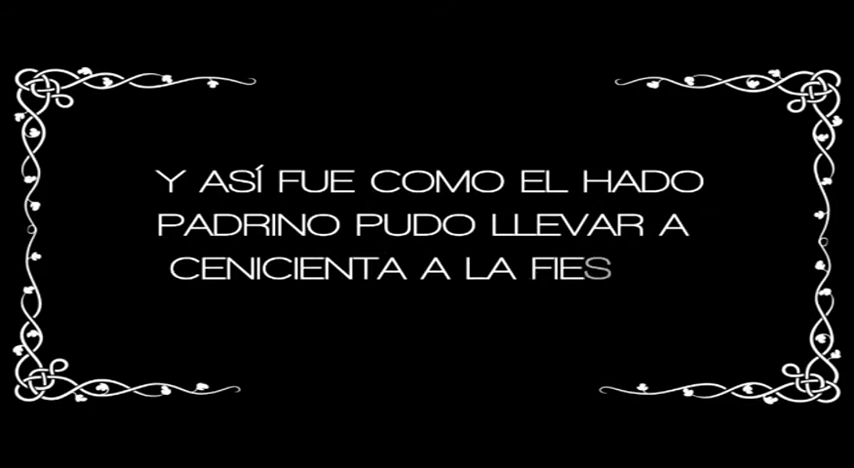 Y ASÍ FUE COMO EL HADO
PADRINO PUDO LLEVAR A
CENICIENTA A LA FIES